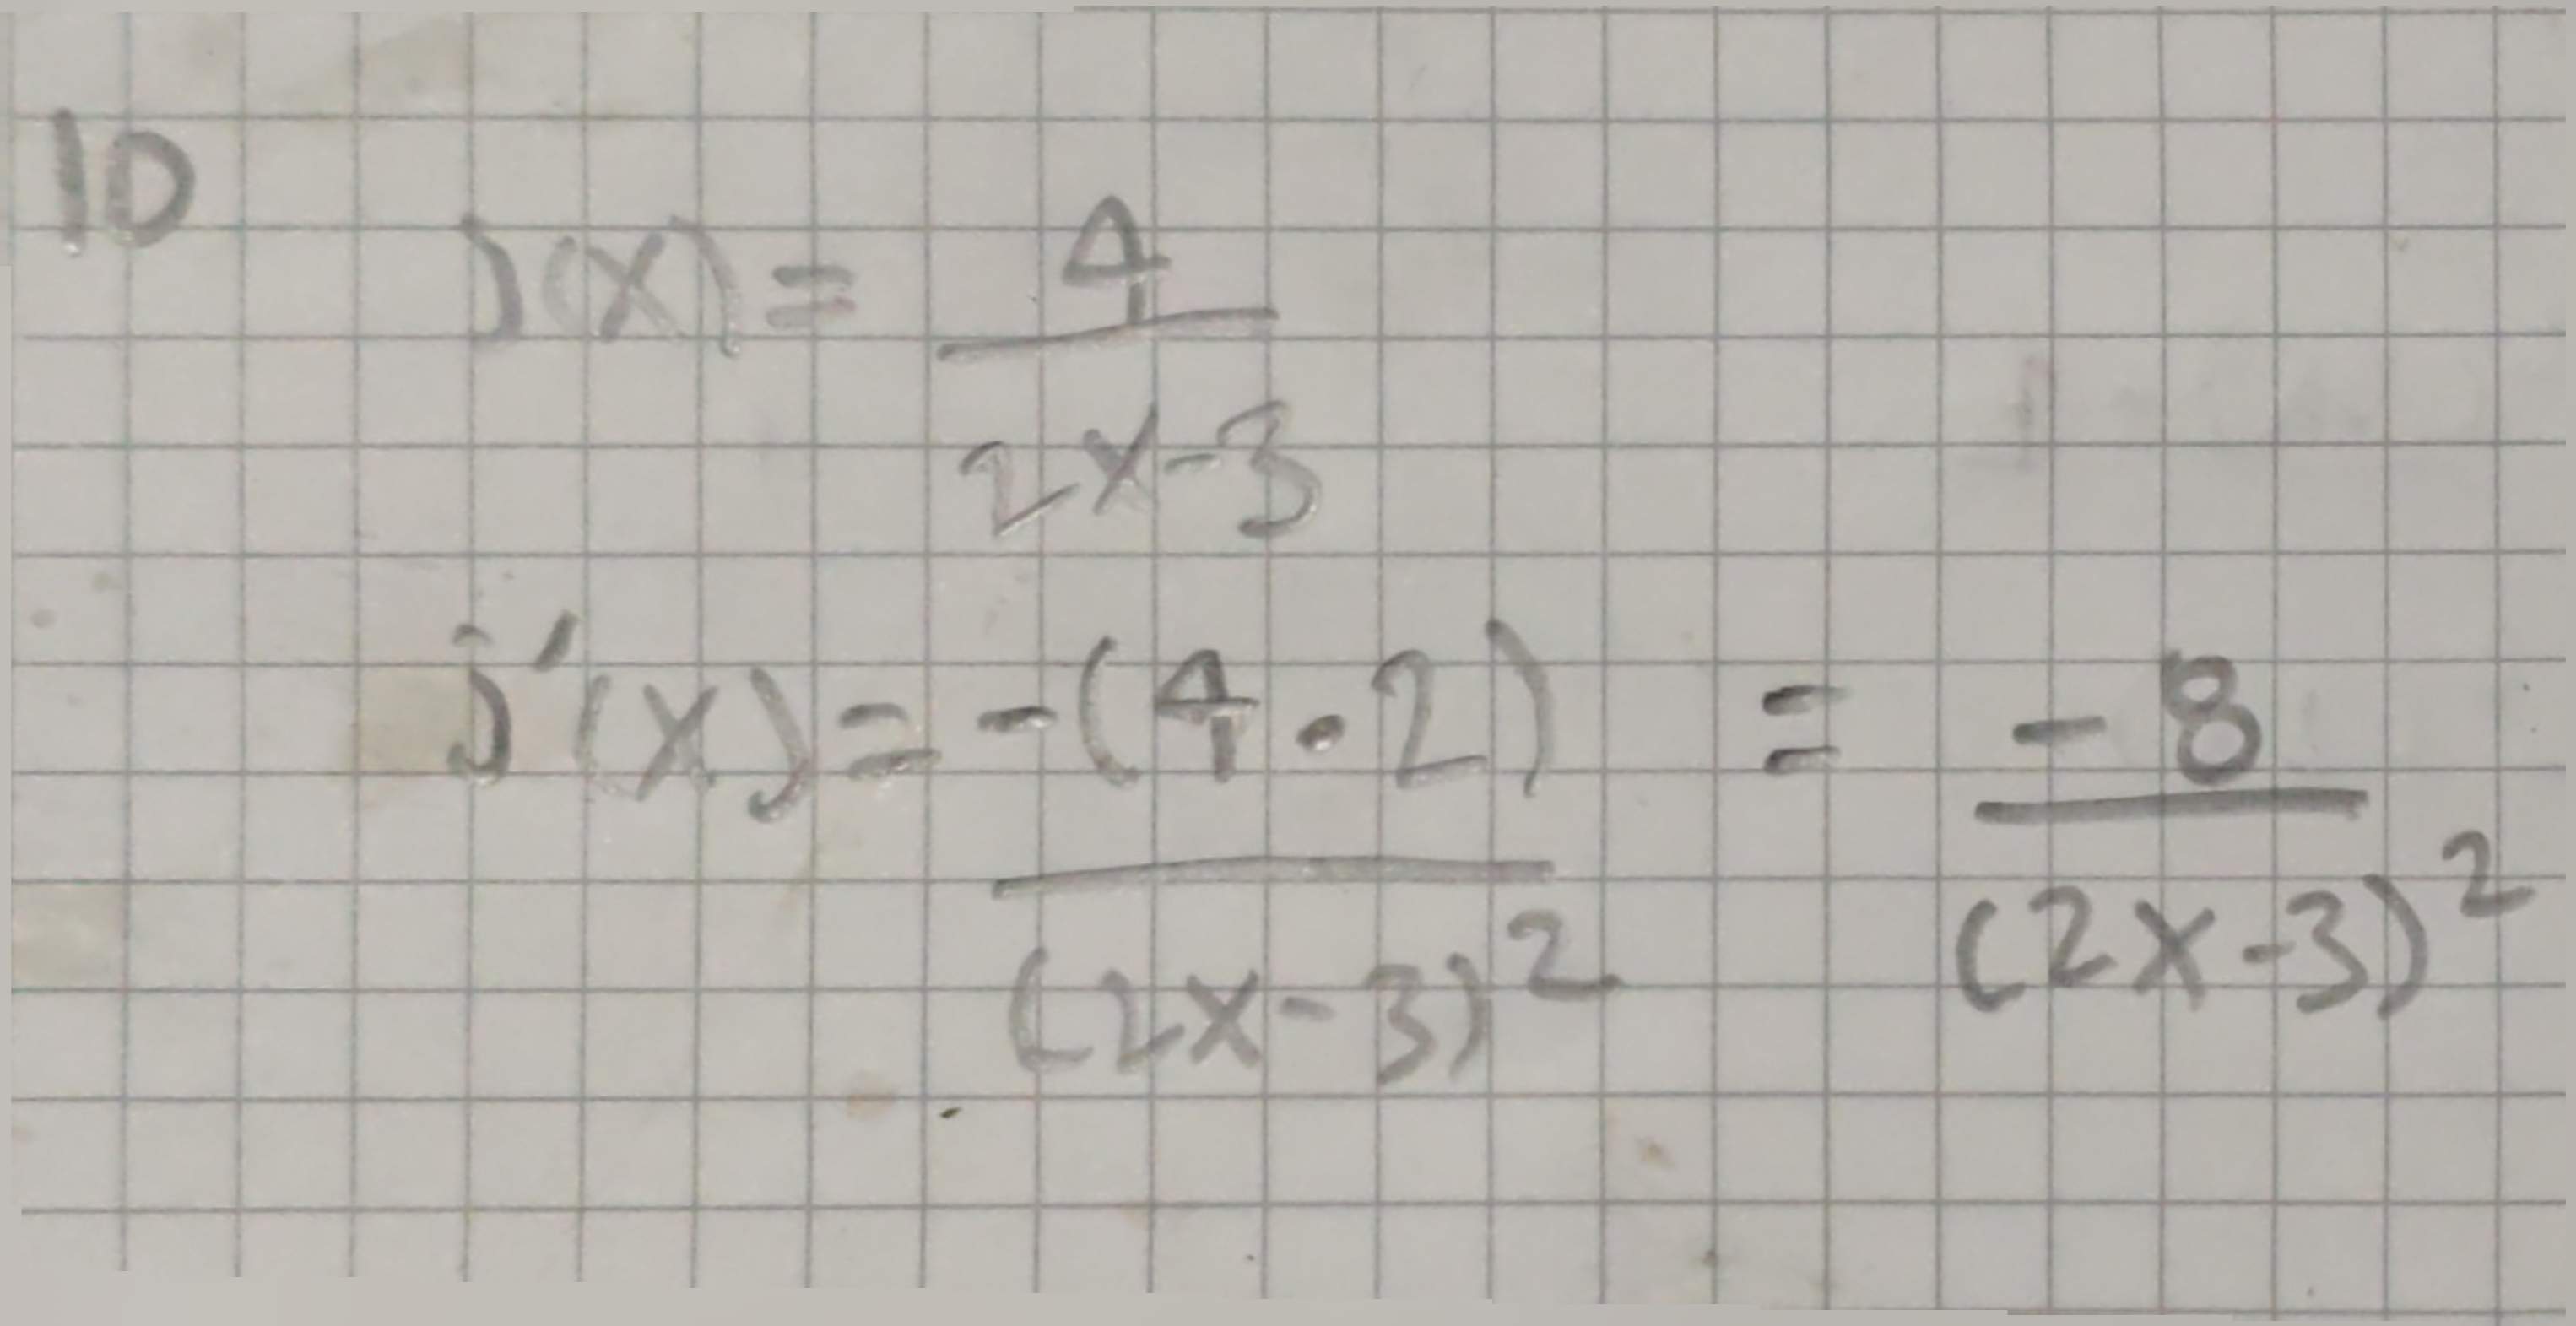 10
j(x) = 4
2x-3
j'(x) = -(4·2) = -8
(2x-3)² (2x-3)²